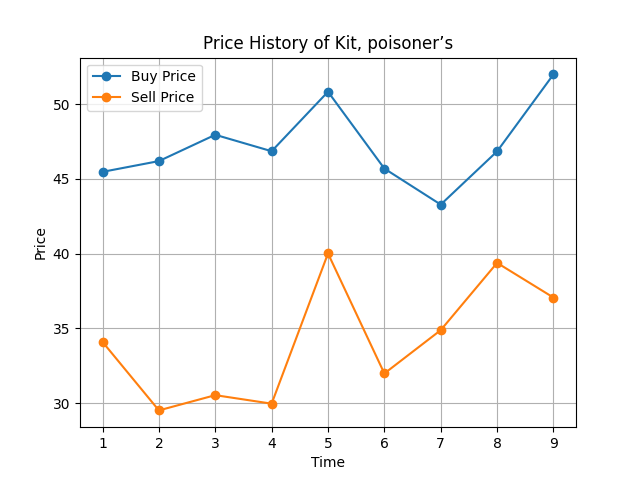 Price History of Kit, poisoner’s
Buy Price
Sell Price
50
45
40
35
30
Price
1 2 3 4 5 6 7 8 9
Time